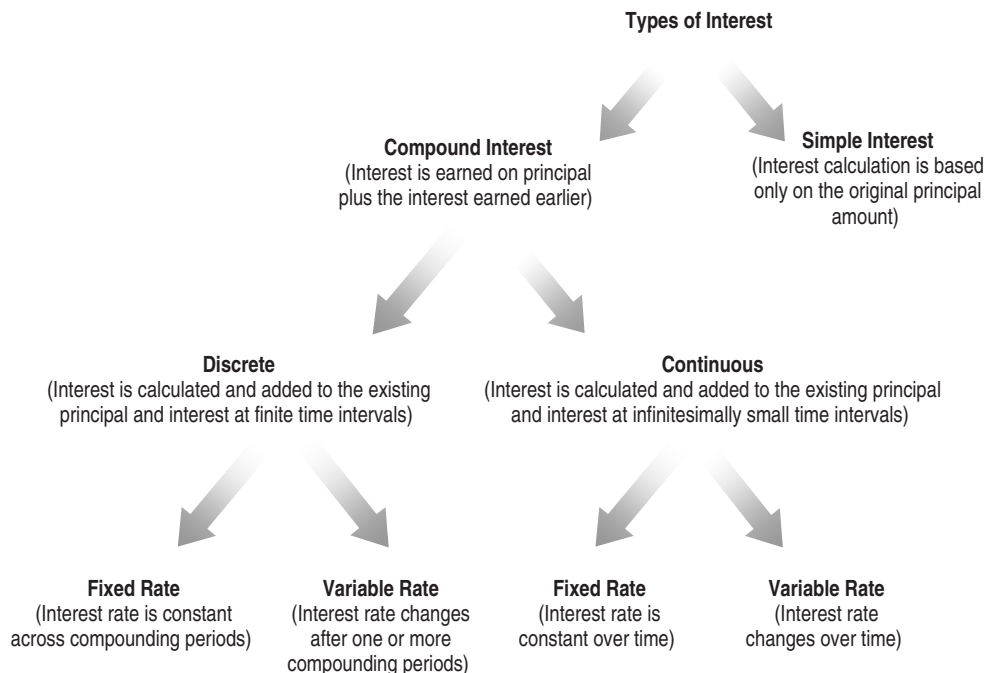 Types of Interest
Compound Interest
(Interest is earned on principal
plus the interest earned earlier)
Simple Interest
(Interest calculation is based
only on the original principal
amount)
Discrete
(Interest is calculated and added to the existing
principal and interest at finite time intervals)
Continuous
(Interest is calculated and added to the existing principal
and interest at infinitesimally small time intervals)
Fixed Rate
(Interest rate is constant
across compounding periods)
Variable Rate
(Interest rate changes
after one or more
compounding periods)
Fixed Rate
(Interest rate is
constant over time)
Variable Rate
(Interest rate
changes over time)